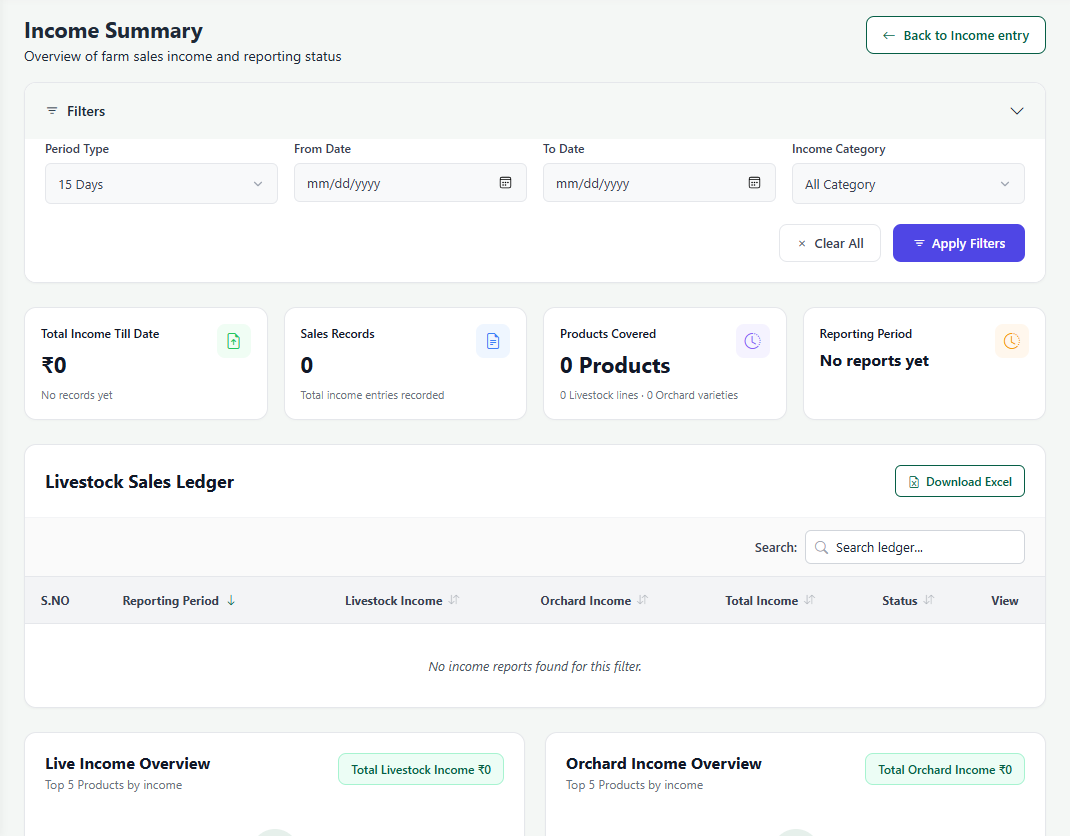 Income Summary
Overview of farm sales income and reporting status
← Back to Income entry
Filters
Period Type
From Date
To Date
Income Category
15 Days
mm/dd/yyyy
mm/dd/yyyy
All Category
× Clear All
Apply Filters
Total Income Till Date
₹0
No records yet
Sales Records
0
Total income entries recorded
Products Covered
0 Products
0 Livestock lines · 0 Orchard varieties
Reporting Period
No reports yet
Livestock Sales Ledger
Download Excel
Search:
Search ledger...
S.NO
Reporting Period ↓
Livestock Income
Orchard Income
Total Income
Status
View
No income reports found for this filter.
Live Income Overview
Top 5 Products by income
Total Livestock Income ₹0
Orchard Income Overview
Top 5 Products by income
Total Orchard Income ₹0